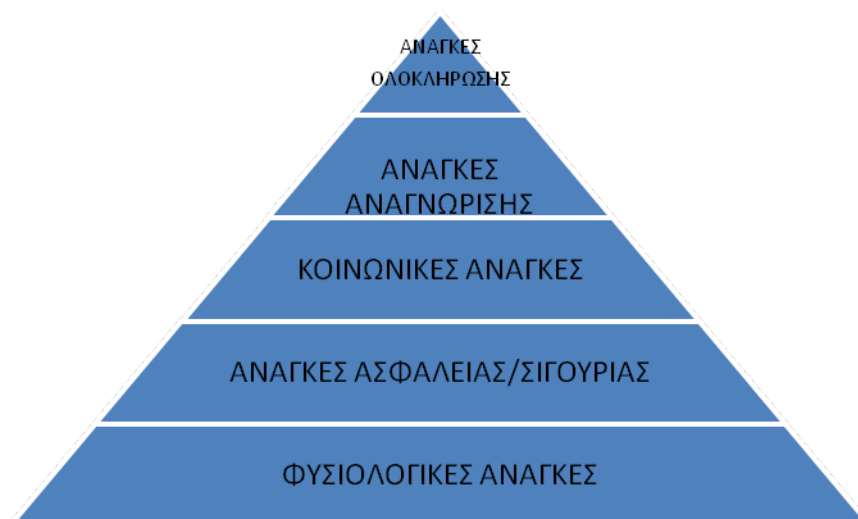 ΑΝΑΓΚΕΣ
ΟΛΟΚΛΗΡΩΣΗΣ
ΑΝΑΓΚΕΣ
ΑΝΑΓΝΩΡΙΣΗΣ
ΚΟΙΝΩΝΙΚΕΣ ΑΝΑΓΚΕΣ
ΑΝΑΓΚΕΣ ΑΣΦΑΛΕΙΑΣ/ΣΙΓΟΥΡΙΑΣ
ΦΥΣΙΟΛΟΓΙΚΕΣ ΑΝΑΓΚΕΣ